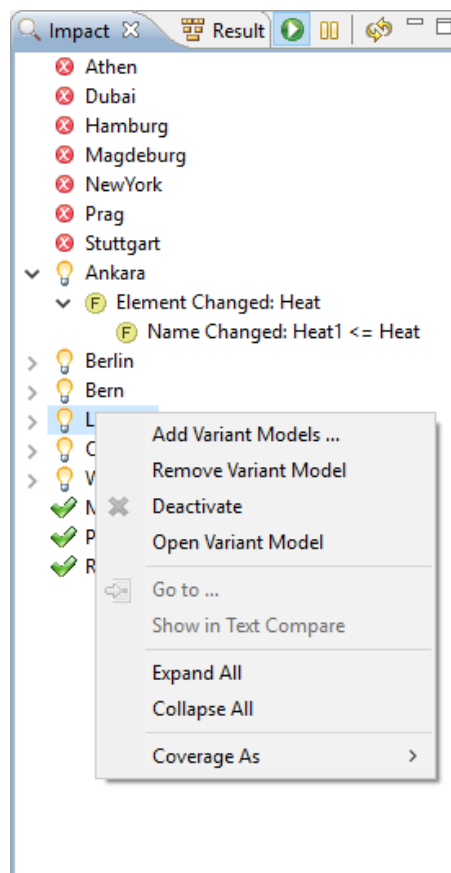 Impact Result
Athen
Dubai
Hamburg
Magdeburg
NewYork
Prag
Stuttgart
Ankara
F Element Changed: Heat
F Name Changed: Heat1 <= Heat
Berlin
Bern
L
Add Variant Models ...
Remove Variant Model
Deactivate
Open Variant Model
Go to ...
Show in Text Compare
Expand All
Collapse All
Coverage As